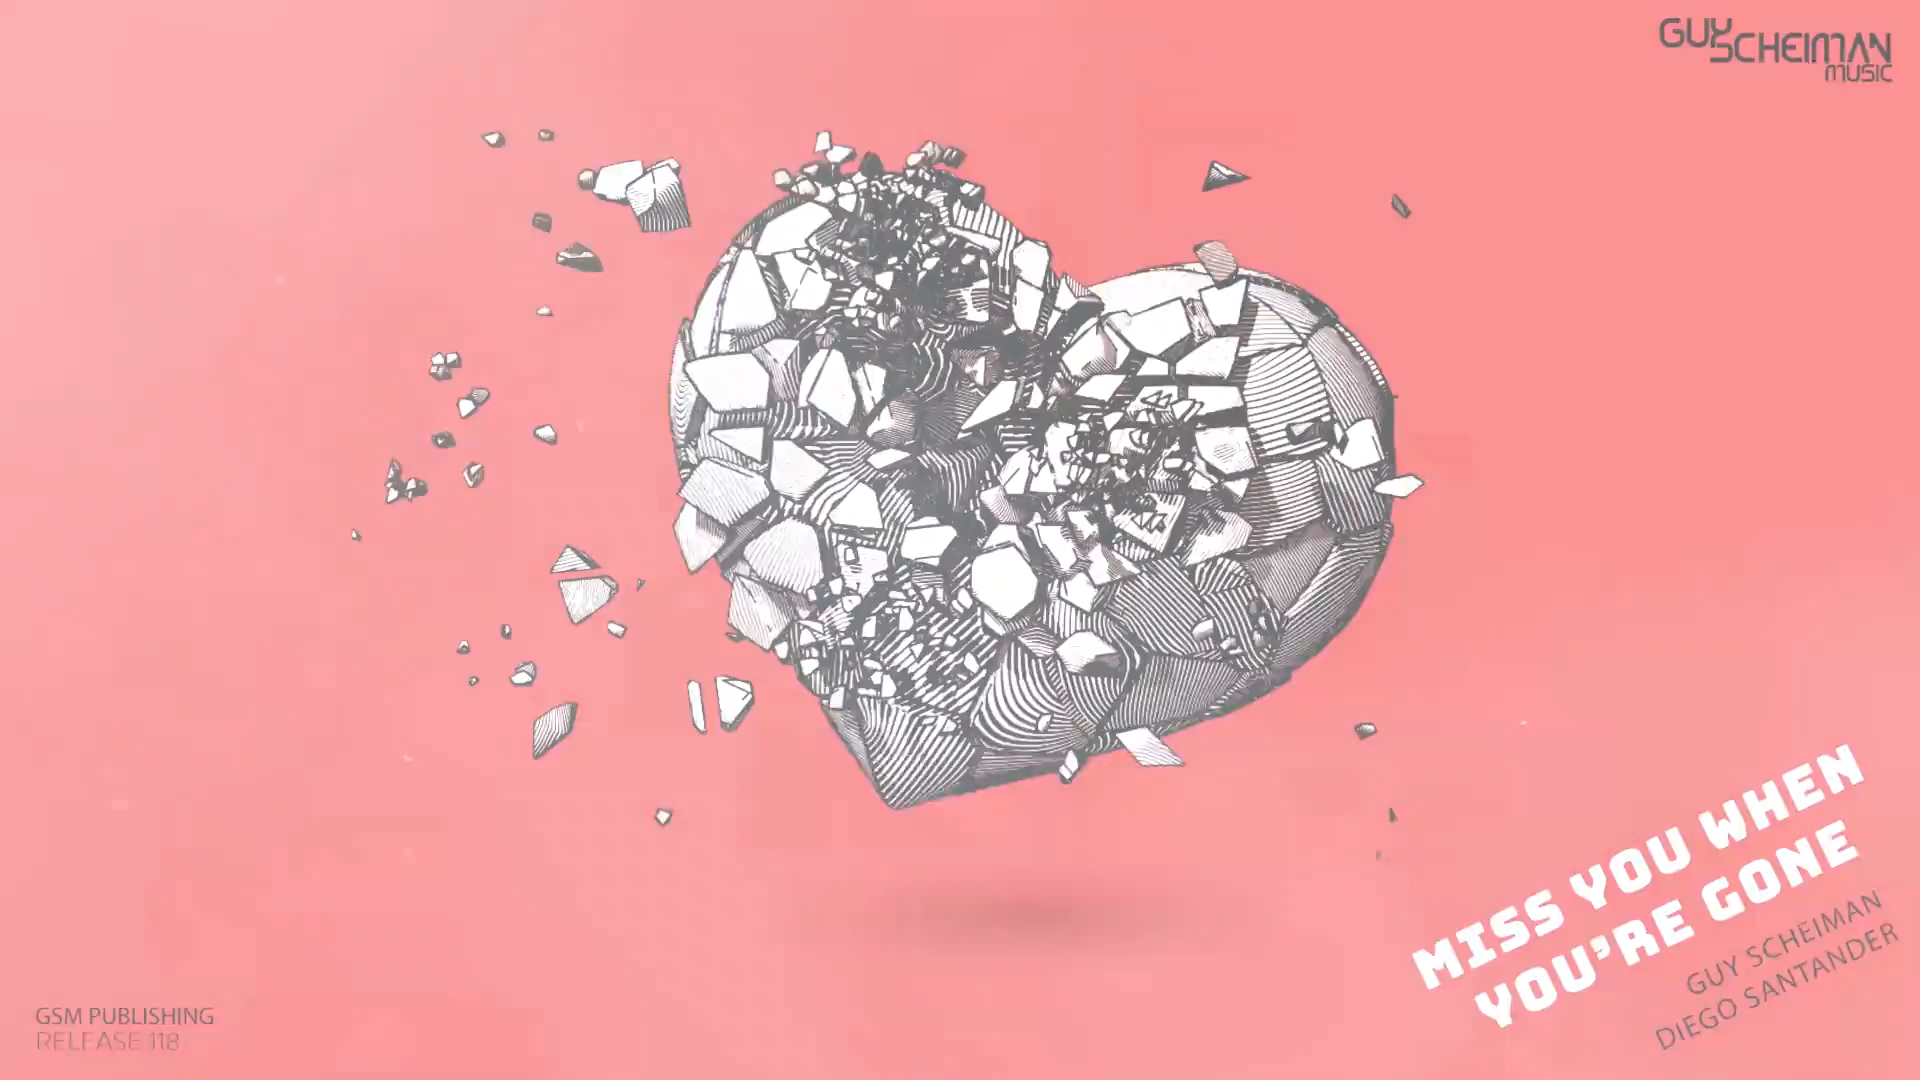 GUY SCHEIMAN
MUSIC
MISS YOU WHEN
YOU'RE GONE
GUY SCHEIMAN
DIEGO SANTANDER
GSM PUBLISHING
RELEASE 118